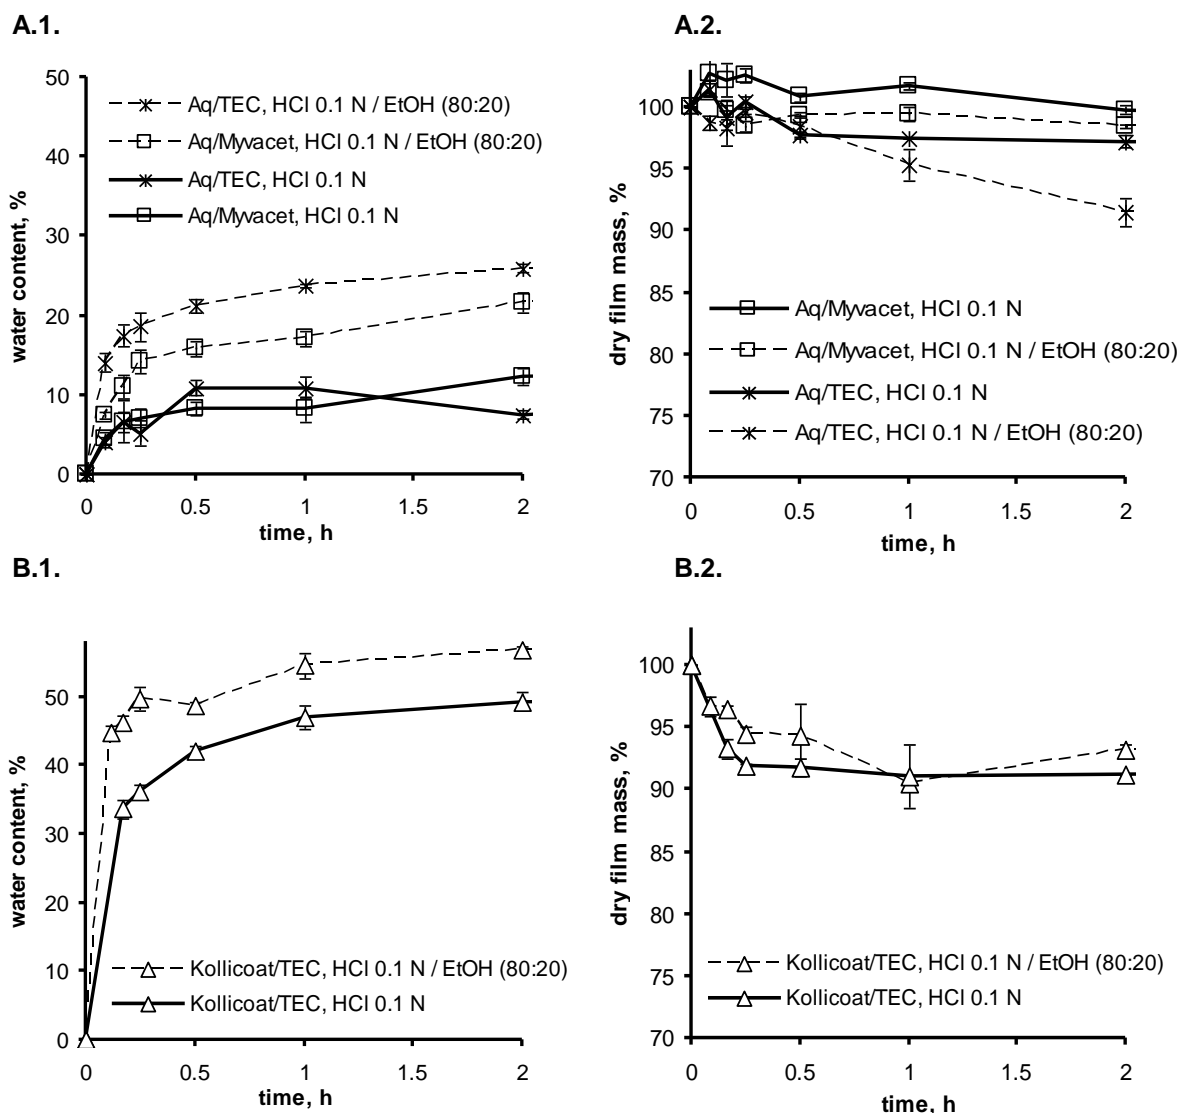 A.1.
50
40
30
20
10
0
water content, %
Aq/TEC, HCl 0.1 N / EtOH (80:20)
Aq/Myvacet, HCl 0.1 N / EtOH (80:20)
Aq/TEC, HCl 0.1 N
Aq/Myvacet, HCl 0.1 N
0 0.5 1 1.5 2
time, h
A.2.
100
95
90
85
80
75
70
dry film mass, %
Aq/Myvacet, HCl 0.1 N
Aq/Myvacet, HCl 0.1 N / EtOH (80:20)
Aq/TEC, HCl 0.1 N
Aq/TEC, HCl 0.1 N / EtOH (80:20)
0 0.5 1 1.5 2
time, h
B.1.
50
40
30
20
10
0
water content, %
Kollicoat/TEC, HCl 0.1 N / EtOH (80:20)
Kollicoat/TEC, HCl 0.1 N
0 0.5 1 1.5 2
time, h
B.2.
100
95
90
85
80
75
70
dry film mass, %
Kollicoat/TEC, HCl 0.1 N / EtOH (80:20)
Kollicoat/TEC, HCl 0.1 N
0 0.5 1 1.5 2
time, h